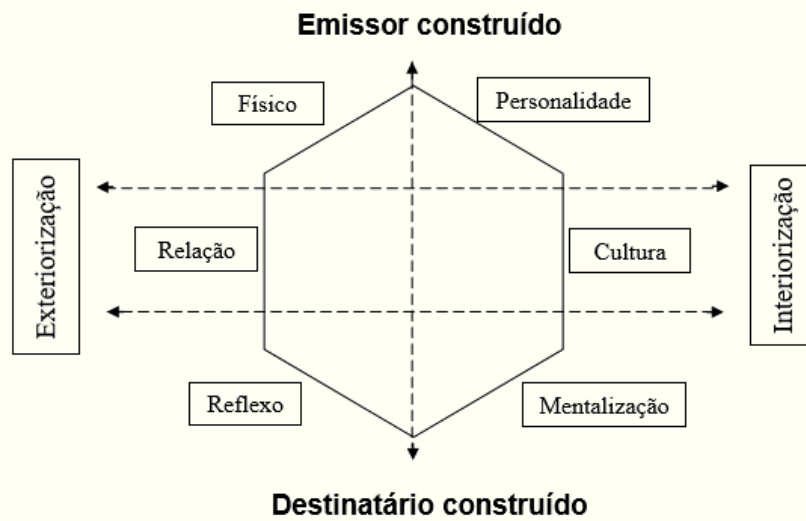 Emissor construído
Físico
Personalidade
Exteriorização
Interiorização
Relação
Cultura
Reflexo
Mentalização
Destinatário construído